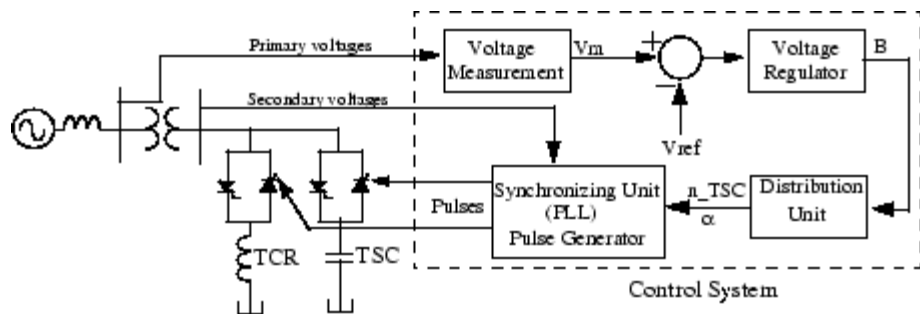 Primary voltages
Voltage
Measurement
Vm
+
−
Voltage
Regulator
B
Secondary voltages
Vref
Synchronizing Unit
(PLL)
Pulse Generator
n_TSC
α
Distribution
Unit
Pulses
TCR
TSC
Control System